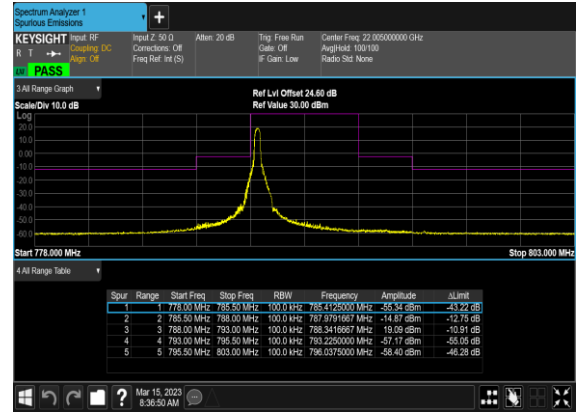 Spectrum Analyzer 1
Spurious Emissions
KEYSIGHT Input: RF Input Z: 50 Ω Atten: 20 dB Trig: Free Run Center Freq: 22.005000000 GHz
R T Coupling: DC Corrections: Off Gate: Off Avg|Hold: 100/100
Align: Off Freq Ref: Int (S) IF Gain: Low Radio Std: None
PASS
3 All Range Graph
Ref Lvl Offset 24.60 dB
Scale/Div 10.0 dB Ref Value 30.00 dBm
Log
20.0
10.0
0.00
-10.0
-20.0
-30.0
-40.0
-50.0
-60.0
Start 778.000 MHz Stop 803.000 MHz
4 All Range Table
Spur Range Start Freq Stop Freq RBW Frequency Amplitude ΔLimit
1 1 778.00 MHz 785.50 MHz 100.0 kHz 785.4125000 MHz -55.34 dBm -43.22 dB
2 2 785.50 MHz 788.00 MHz 100.0 kHz 787.9791667 MHz -14.87 dBm -12.75 dB
3 3 788.00 MHz 793.00 MHz 100.0 kHz 788.3416667 MHz 19.09 dBm -10.91 dB
4 4 793.00 MHz 795.50 MHz 100.0 kHz 793.2250000 MHz -57.17 dBm -55.05 dB
5 5 795.50 MHz 803.00 MHz 100.0 kHz 796.0375000 MHz -58.40 dBm -46.28 dB
? Mar 15, 2023
8:36:50 AM